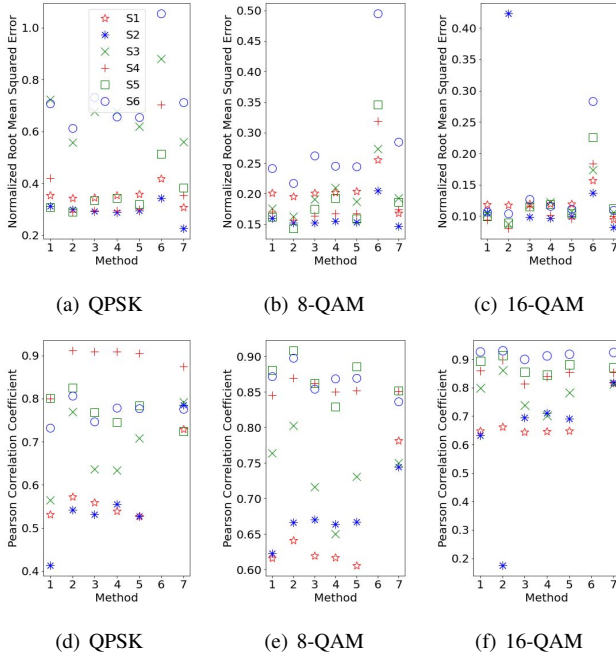 Normalized Root Mean Squared Error
1.0
0.8
0.6
0.4
0.2
S1
S2
S3
S4
S5
S6
1 2 3 4 5 6 7
Method
Normalized Root Mean Squared Error
0.50
0.45
0.40
0.35
0.30
0.25
0.20
0.15
1 2 3 4 5 6 7
Method
Normalized Root Mean Squared Error
0.40
0.35
0.30
0.25
0.20
0.15
0.10
1 2 3 4 5 6 7
Method
(a) QPSK
(b) 8-QAM
(c) 16-QAM
Pearson Correlation Coefficient
0.9
0.8
0.7
0.6
0.5
0.4
1 2 3 4 5 6 7
Method
Pearson Correlation Coefficient
0.90
0.85
0.80
0.75
0.70
0.65
0.60
1 2 3 4 5 6 7
Method
Pearson Correlation Coefficient
0.9
0.8
0.7
0.6
0.5
0.4
0.3
0.2
1 2 3 4 5 6 7
Method
(d) QPSK
(e) 8-QAM
(f) 16-QAM